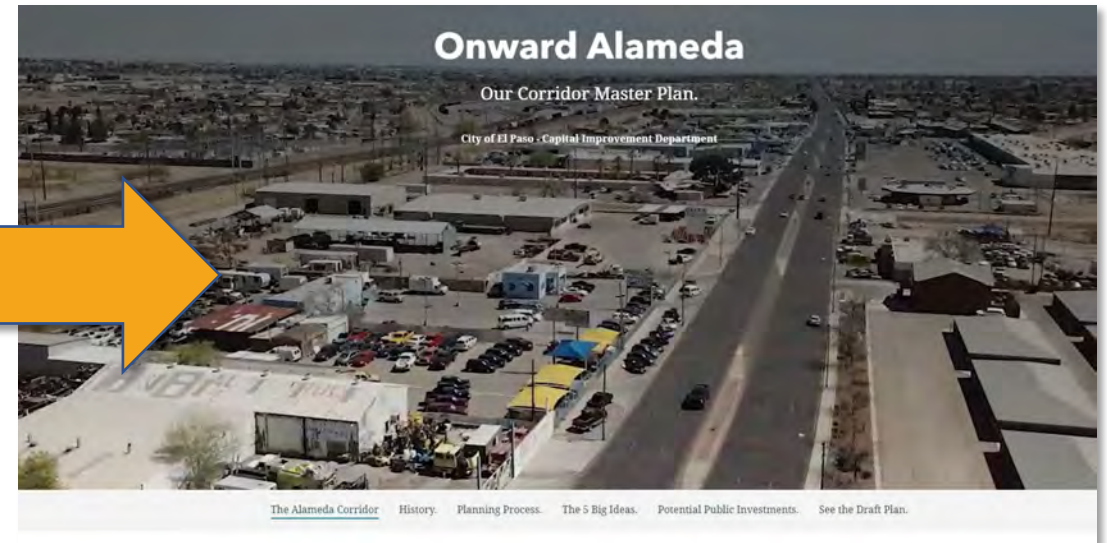 Onward Alameda
Our Corridor Master Plan.
City of El Paso - Capital Improvement Department
The Alameda Corridor History. Planning Process. The 5 Big Ideas. Potential Public Investments. See the Draft Plan.